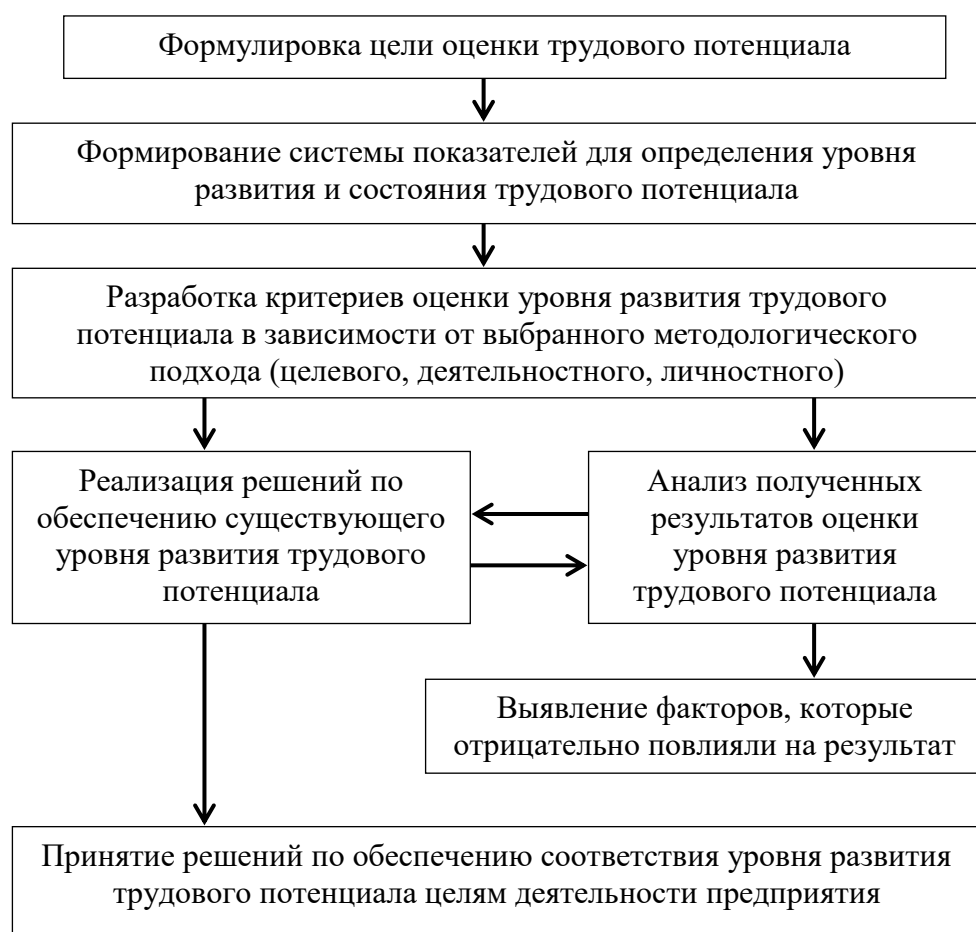 Формулировка цели оценки трудового потенциала
Формирование системы показателей для определения уровня
развития и состояния трудового потенциала
Разработка критериев оценки уровня развития трудового
потенциала в зависимости от выбранного методологического
подхода (целевого, деятельностного, личностного)
Реализация решений по
обеспечению существующего
уровня развития трудового
потенциала
Анализ полученных
результатов оценки
уровня развития
трудового потенциала
Выявление факторов, которые
отрицательно повлияли на результат
Принятие решений по обеспечению соответствия уровня развития
трудового потенциала целям деятельности предприятия